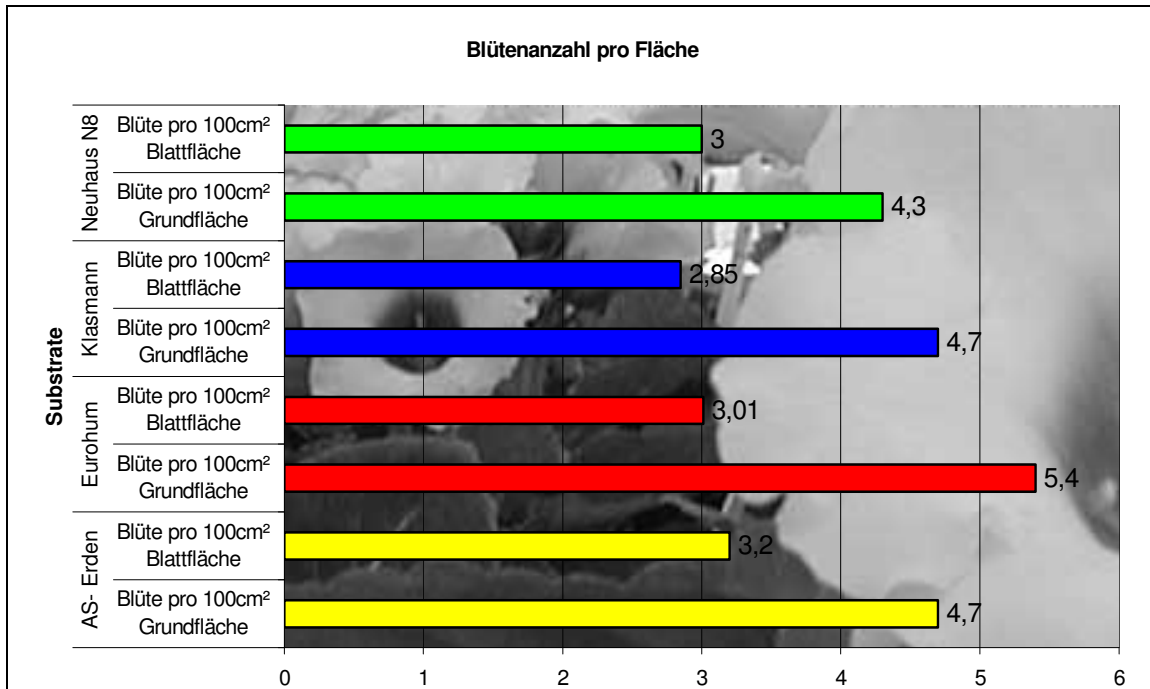 Blütenanzahl pro Fläche
Substrate
Neuhaus N8
Blüte pro 100cm²
Blattfläche
3
Blüte pro 100cm²
Grundfläche
4,3
Klasmann
Blüte pro 100cm²
Blattfläche
2,85
Blüte pro 100cm²
Grundfläche
4,7
Eurohum
Blüte pro 100cm²
Blattfläche
3,01
Blüte pro 100cm²
Grundfläche
5,4
AS- Erden
Blüte pro 100cm²
Blattfläche
3,2
Blüte pro 100cm²
Grundfläche
4,7
0 1 2 3 4 5 6